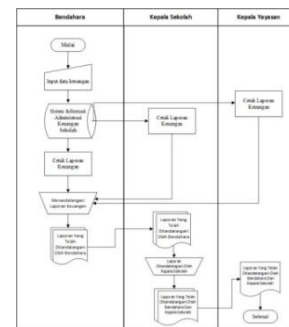 Bendahara
Kepala Sekolah
Kepala Yayasan
Mulai
Input data keuangan
Sistem Informasi
Administrasi
Keuangan
Sekolah
Cetak Laporan
Keuangan
Cetak Laporan
Keuangan
Cetak Laporan
Keuangan
Menandatangani
Laporan Keuangan
Laporan Yang
Telah
Ditandatangani
Oleh Bendahara
Laporan Yang
Telah
Ditandatangani
Oleh Bendahara
Laporan
Ditandatangani Oleh
Kepala Sekolah
Laporan Yang Telah
Ditandatangani Oleh
Bendahara Dan
Kepala Sekolah
Laporan Yang Telah
Ditandatangani Oleh
Bendahara Dan
Kepala Sekolah
Selesai